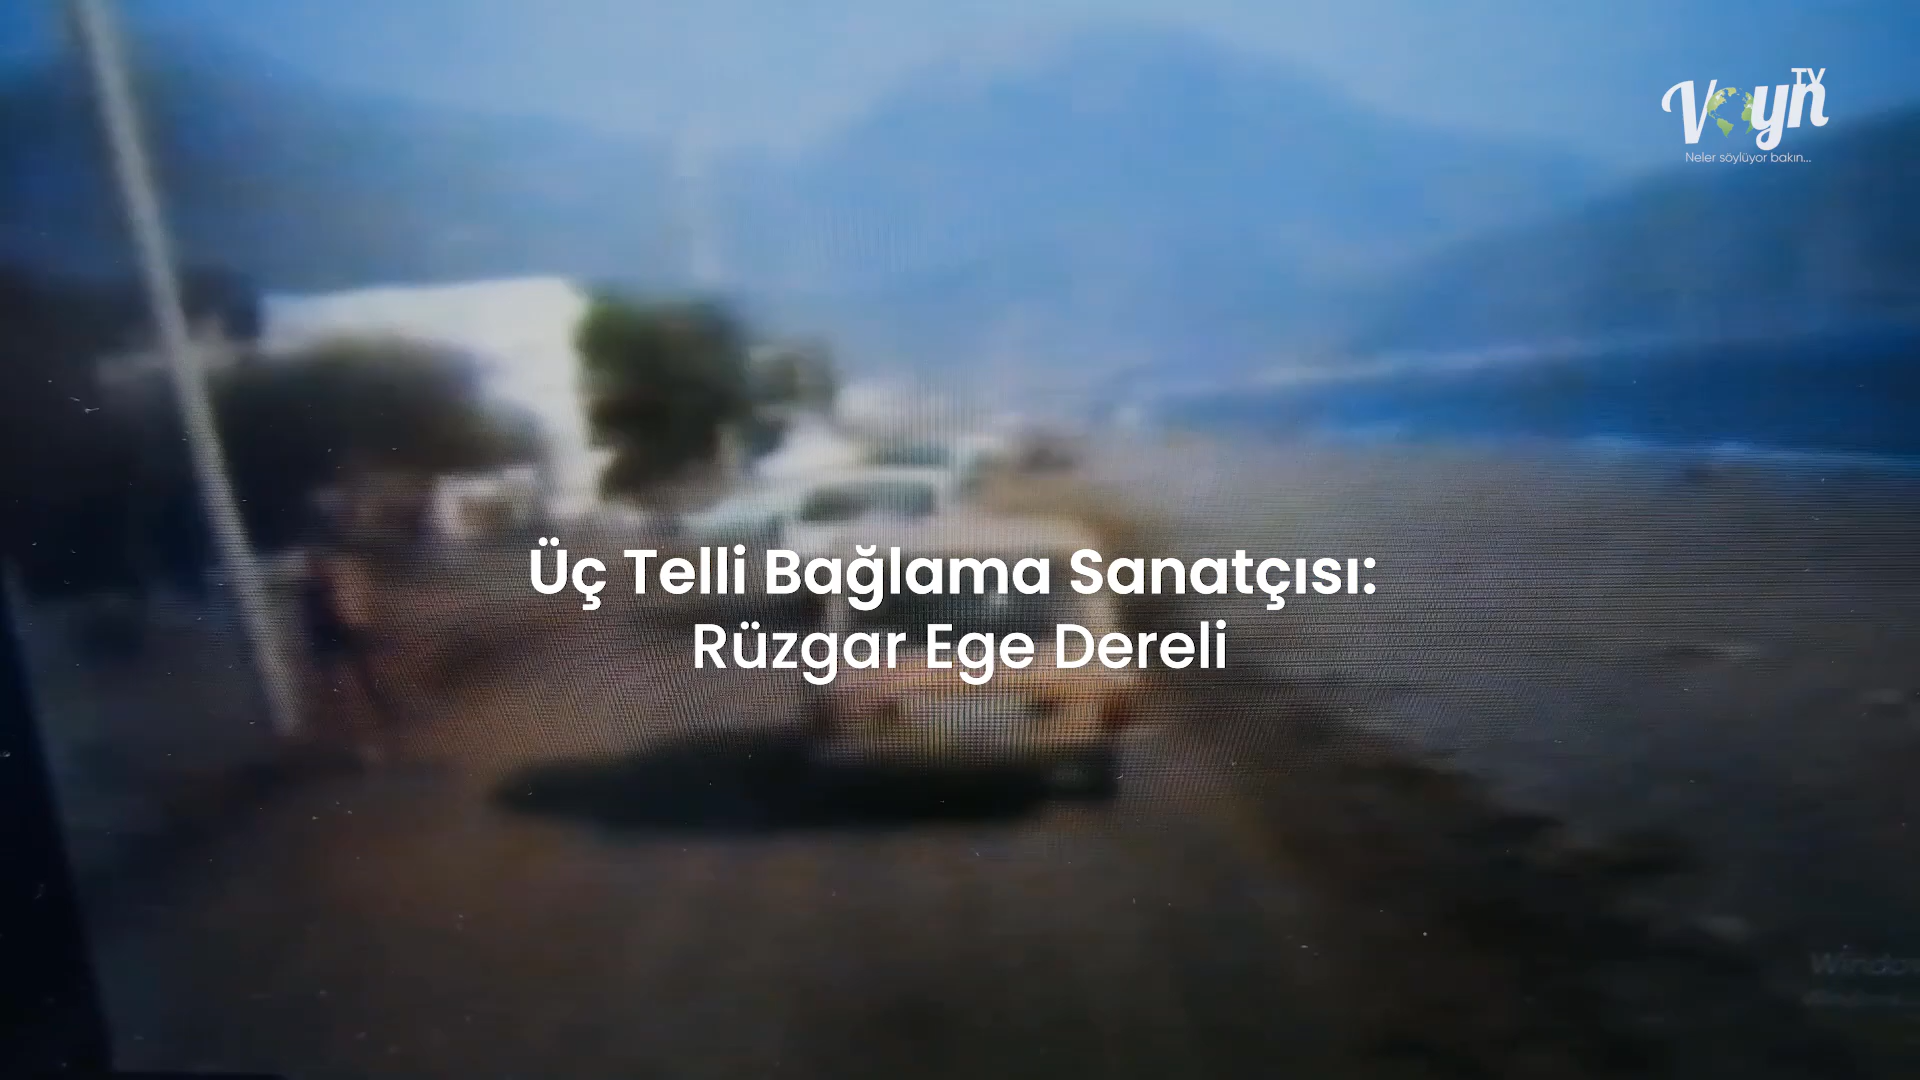 Voyn TV
Neler söylüyor bakın...
Üç Telli Bağlama Sanatçısı:
Rüzgar Ege Dereli